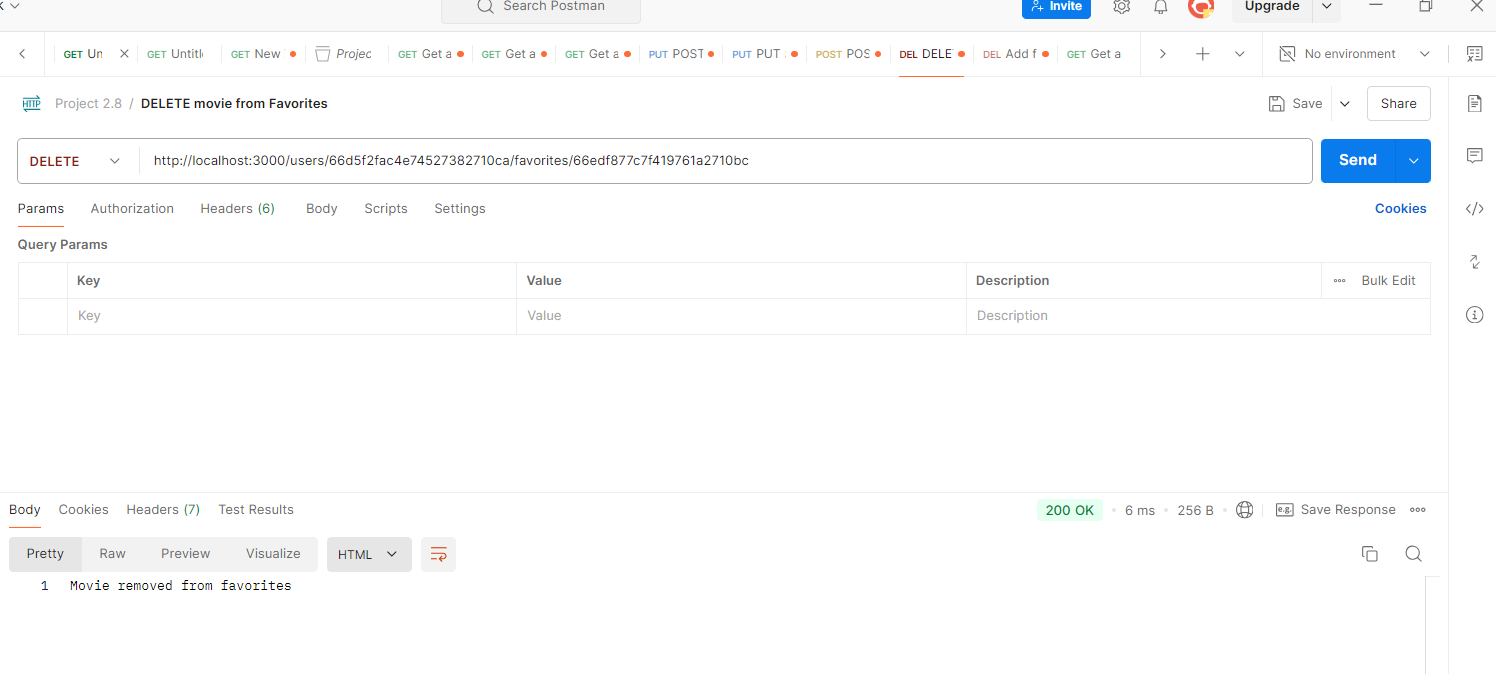 Search Postman
Invite
Upgrade
GET Un
GET Untitl
GET New
Projec
GET Get a
GET Get a
GET Get a
PUT POST
PUT PUT
POST POS
DEL DELE
DEL Add f
GET Get a
No environment
HTTP Project 2.8 / DELETE movie from Favorites
Save
Share
DELETE http://localhost:3000/users/66d5f2fac4e74527382710ca/favorites/66edf877c7f419761a2710bc
Send
Params Authorization Headers (6) Body Scripts Settings
Cookies
Query Params
Key Value Description Bulk Edit
Key Value Description
Body Cookies Headers (7) Test Results
200 OK 6 ms 256 B
e.g. Save Response
Pretty Raw Preview Visualize HTML
1 Movie removed from favorites